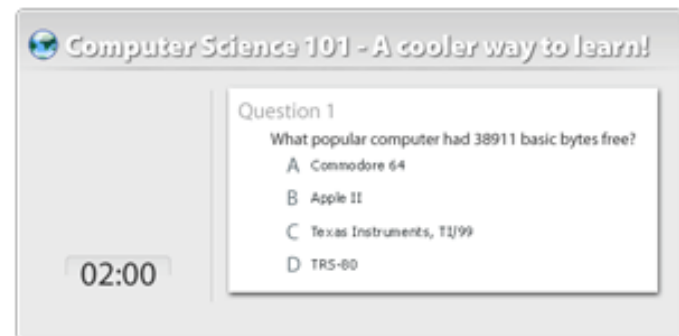 Computer Science 101 - A cooler way to learn!
Question 1
What popular computer had 38911 basic bytes free?
A Commodore 64
B Apple II
C Texas Instruments, TI/99
D TRS-80
02:00